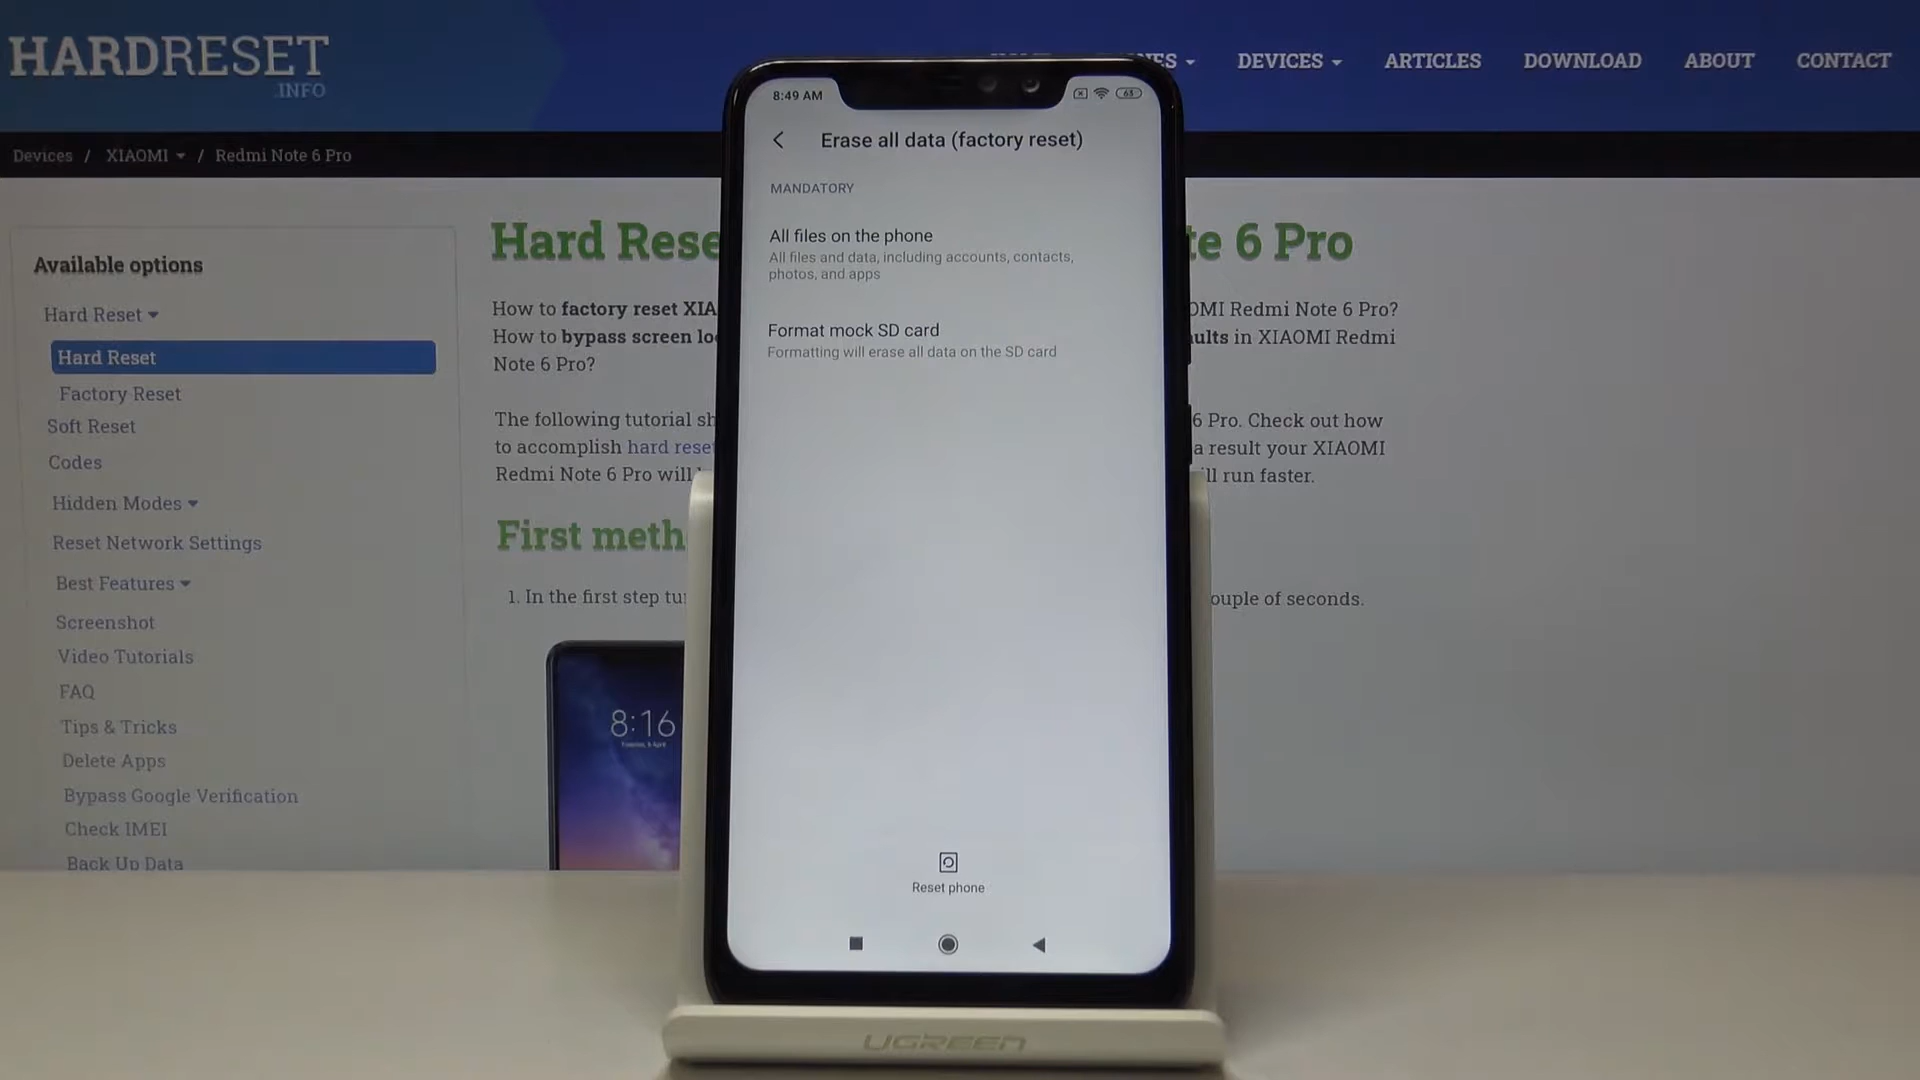 HARDRESET
.INFO
DEVICES
ARTICLES
DOWNLOAD
ABOUT
CONTACT
Devices / XIAOMI / Redmi Note 6 Pro
Available options
Hard Reset
Hard Reset
Factory Reset
Soft Reset
Codes
Hidden Modes
Reset Network Settings
Best Features
Screenshot
Video Tutorials
FAQ
Tips & Tricks
Delete Apps
Bypass Google Verification
Check IMEI
Back Up Data
Hard Rese
te 6 Pro
How to factory reset XIA
OMI Redmi Note 6 Pro?
How to bypass screen lo
ults in XIAOMI Redmi
Note 6 Pro?
The following tutorial sh
6 Pro. Check out how
to accomplish hard reset
a result your XIAOMI
Redmi Note 6 Pro will
ll run faster.
First meth
1. In the first step tu
ouple of seconds.
8:16
8:49 AM
63
Erase all data (factory reset)
MANDATORY
All files on the phone
All files and data, including accounts, contacts,
photos, and apps
Format mock SD card
Formatting will erase all data on the SD card
Reset phone
UGREEN